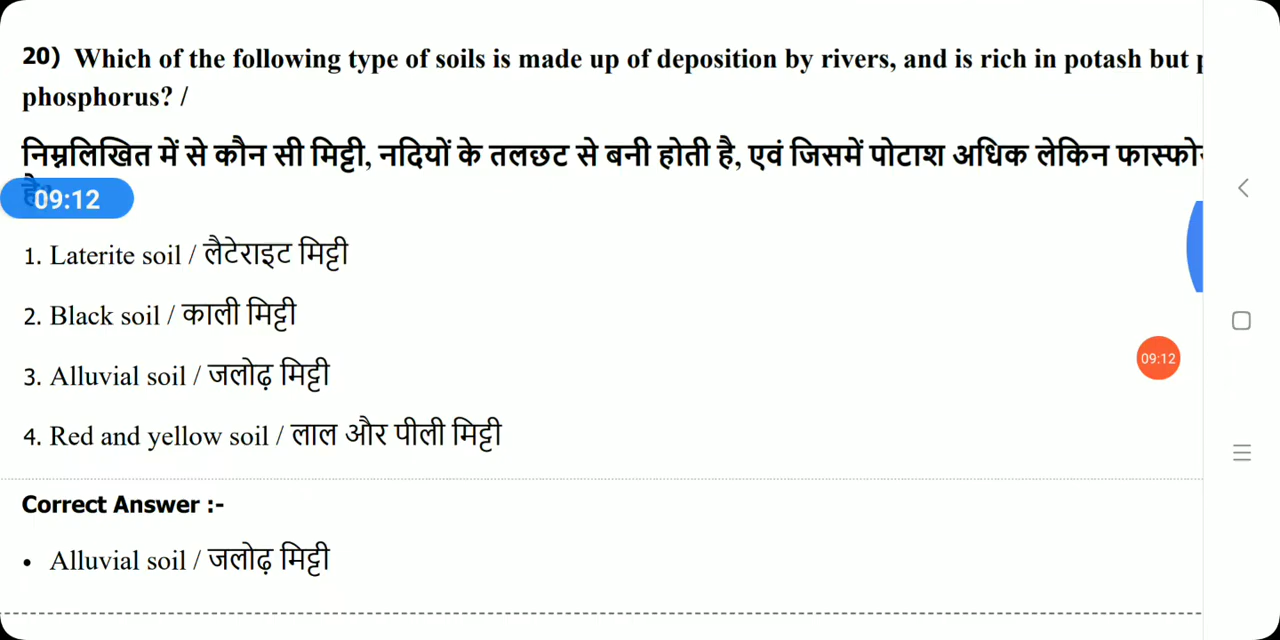 20) Which of the following type of soils is made up of deposition by rivers, and is rich in potash but
phosphorus? /
निम्नलिखित में से कौन सी मिट्टी, नदियों के तलछट से बनी होती है, एवं जिसमें पोटाश अधिक लेकिन
09:12
1. Laterite soil / लैटेराइट मिट्टी
2. Black soil / काली मिट्टी
3. Alluvial soil / जलोढ़ मिट्टी
09:12
4. Red and yellow soil / लाल और पीली मिट्टी
Correct Answer :-
• Alluvial soil / जलोढ़ मिट्टी